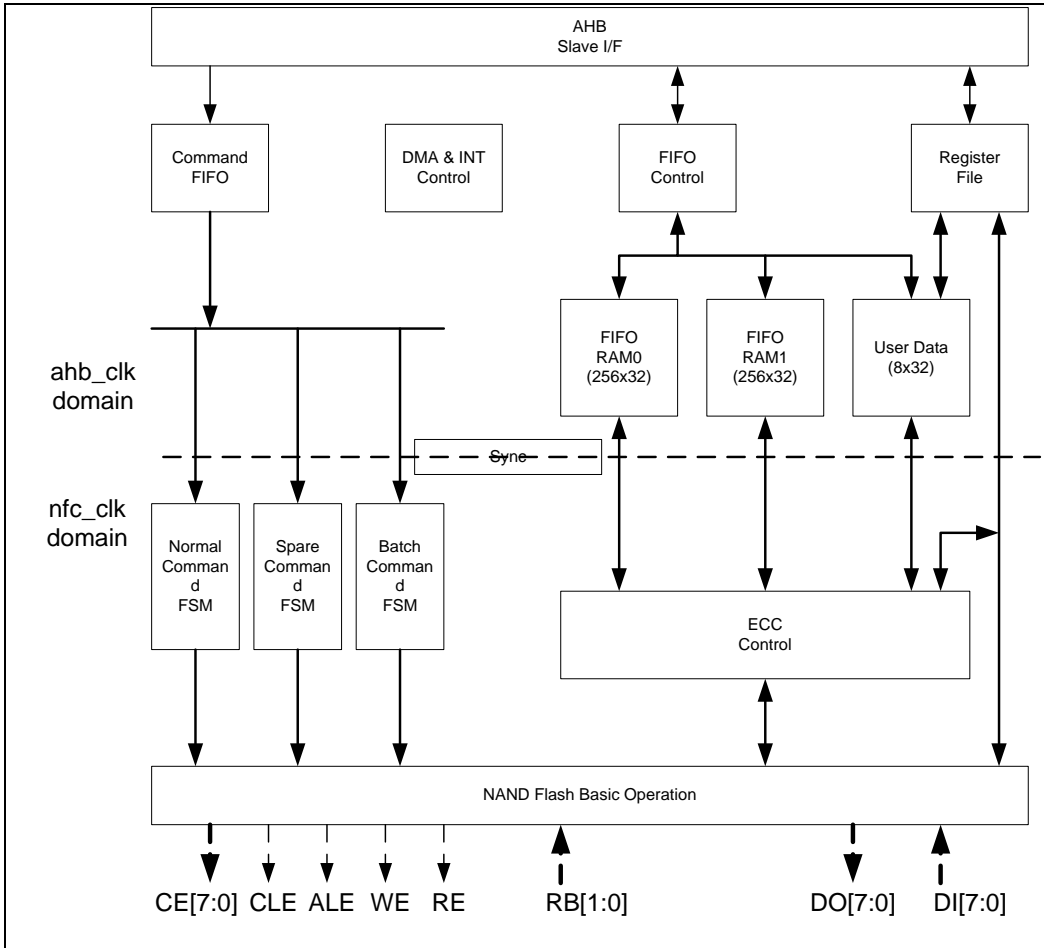 AHB
Slave I/F
Command
FIFO
DMA & INT
Control
FIFO
Control
Register
File
FIFO
RAM0
(256x32)
FIFO
RAM1
(256x32)
User Data
(8x32)
ahb_clk
domain
Sync
nfc_clk
domain
Normal
Comman
d
FSM
Spare
Comman
d
FSM
Batch
Comman
d
FSM
ECC
Control
NAND Flash Basic Operation
CE[7:0] CLE ALE WE RE RB[1:0] DO[7:0] DI[7:0]